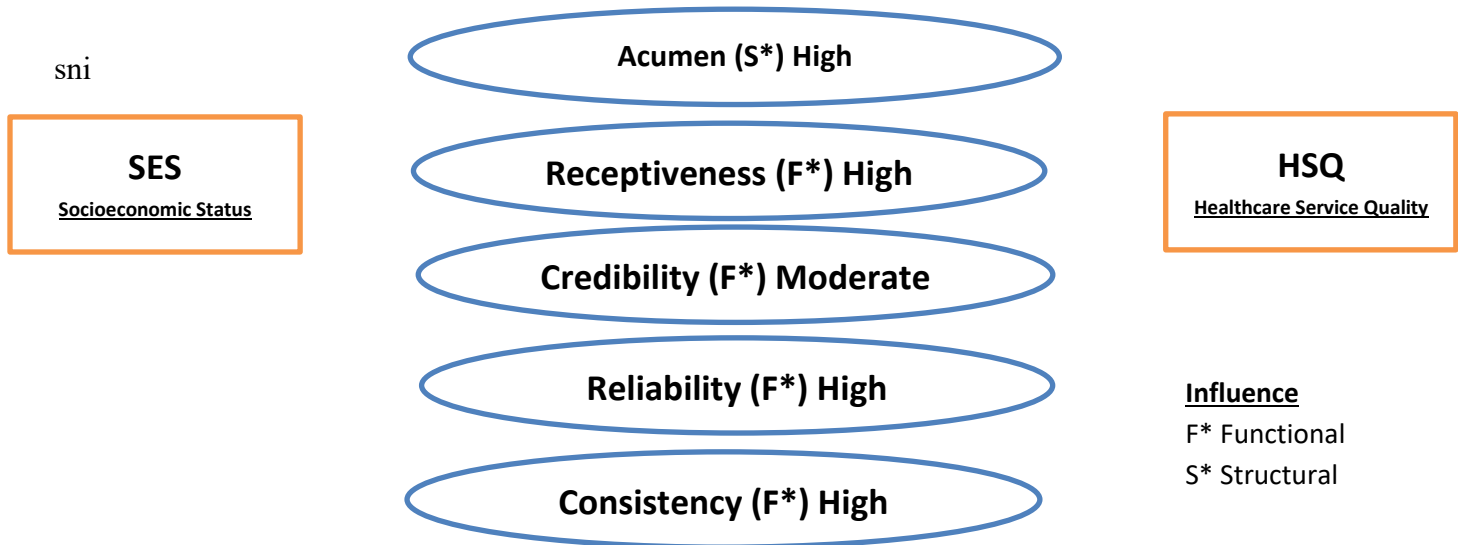 sni
SES
Socioeconomic Status
Acumen (S*) High
Receptiveness (F*) High
Credibility (F*) Moderate
Reliability (F*) High
Consistency (F*) High
HSQ
Healthcare Service Quality
Influence
F* Functional
S* Structural